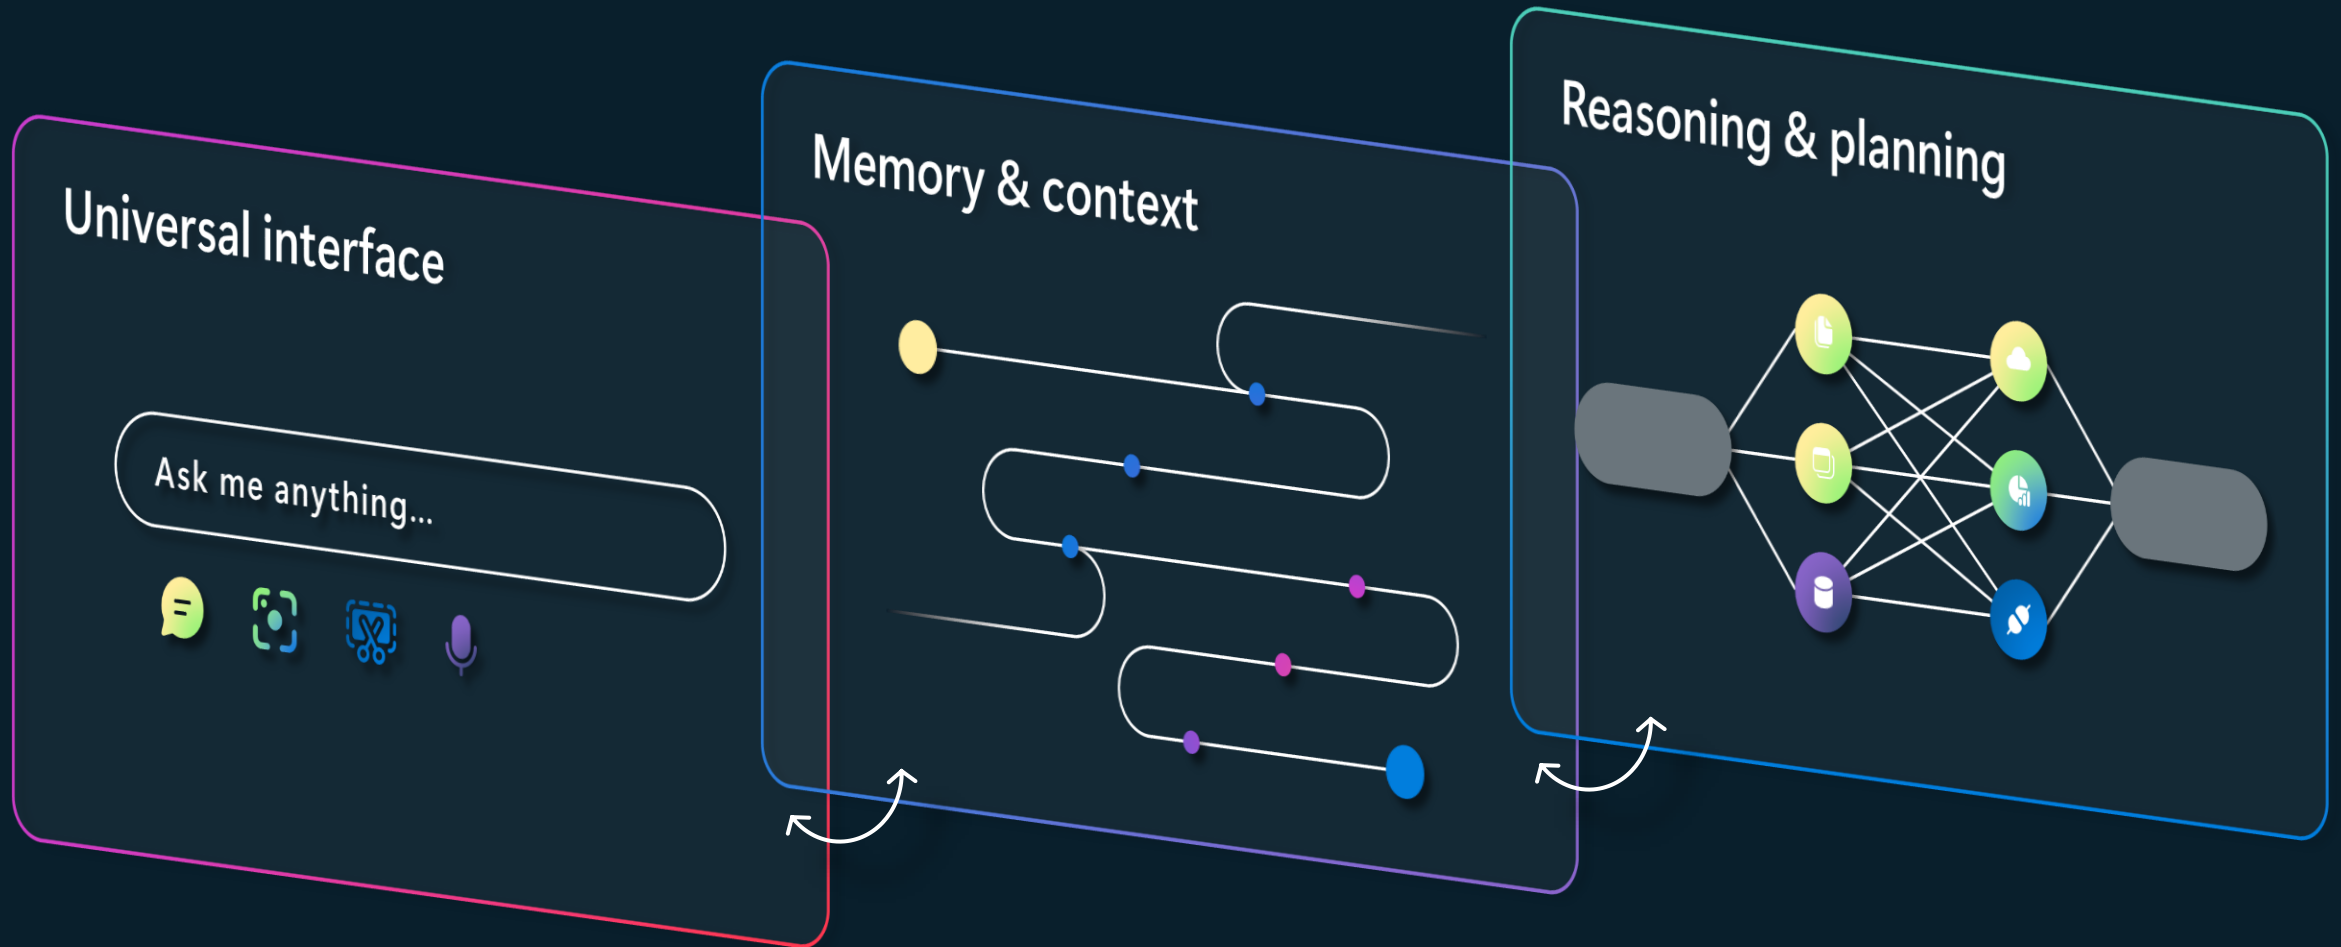 Universal interface
Ask me anything...
Memory & context
Reasoning & planning